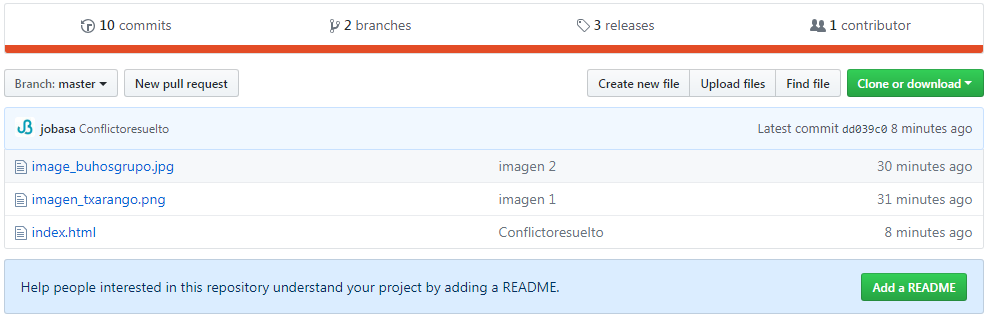 10 commits 2 branches 3 releases 1 contributor
Branch: master New pull request Create new file Upload files Find file Clone or download
jobasa Conflictoresuelto Latest commit dd039c0 8 minutes ago
image_buhosgrupo.jpg imagen 2 30 minutes ago
imagen_txarango.png imagen 1 31 minutes ago
index.html Conflictoresuelto 8 minutes ago
Help people interested in this repository understand your project by adding a README. Add a README